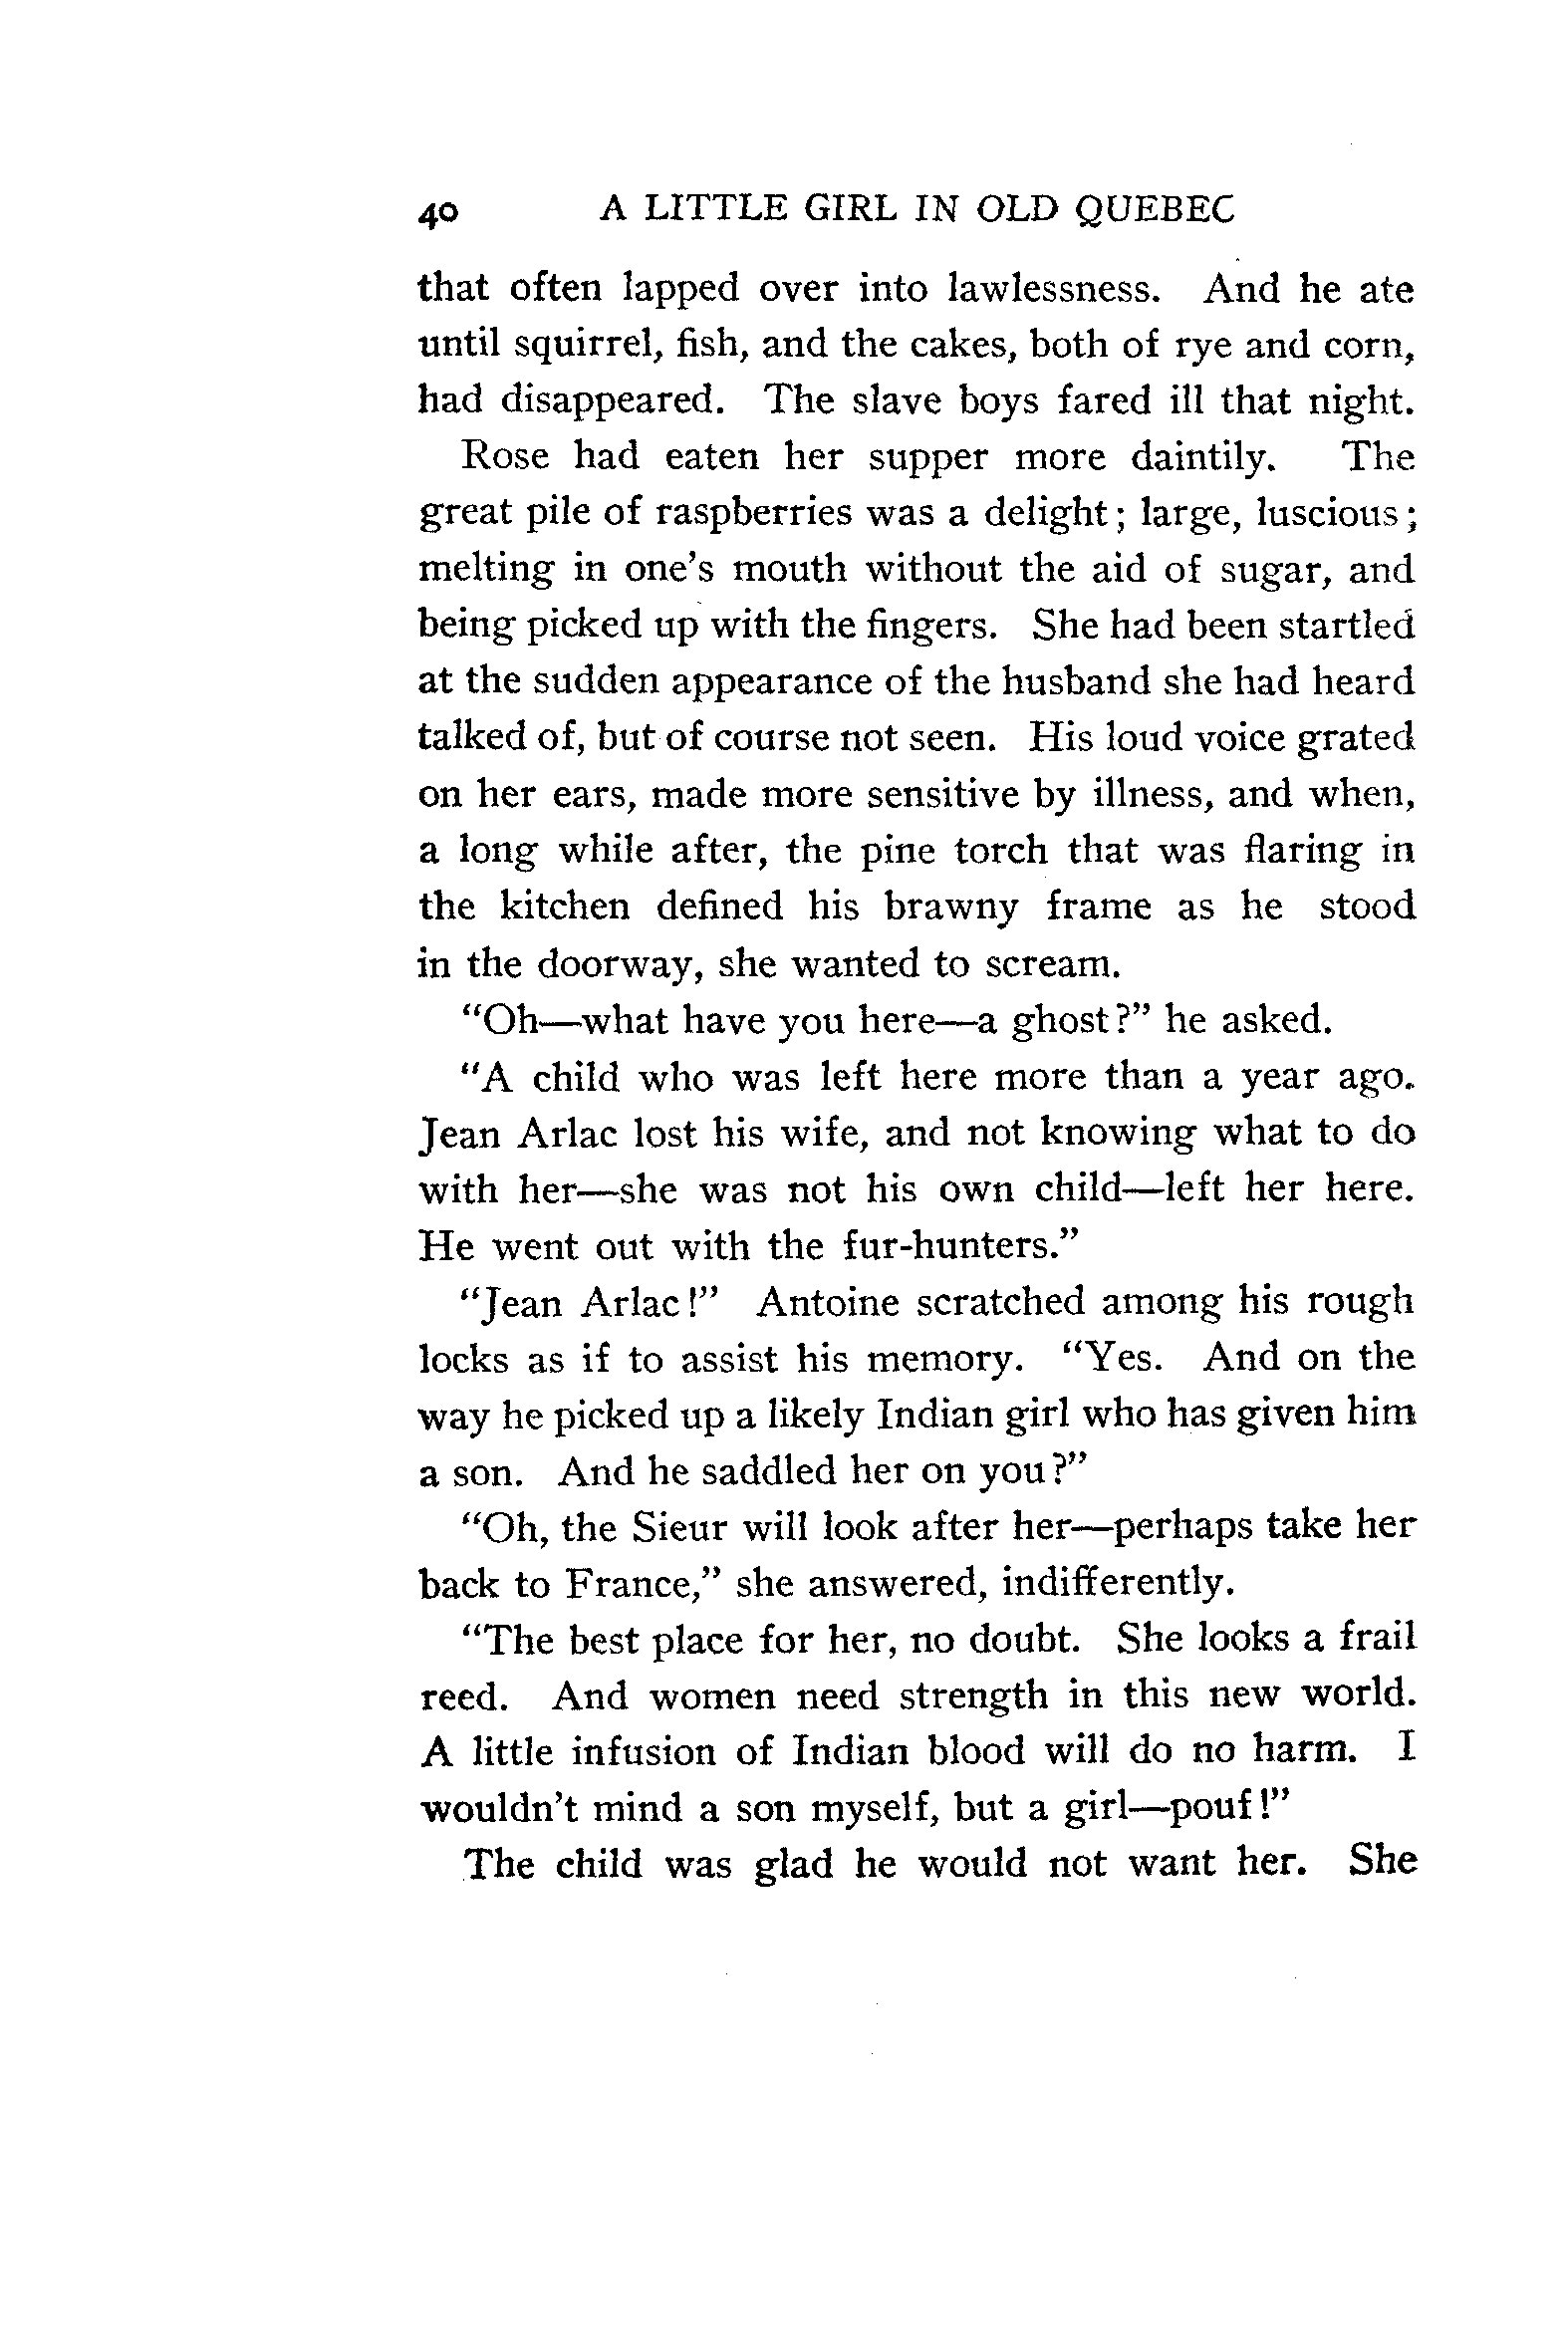 40 A LITTLE GIRL IN OLD QUEBEC
that often lapped over into lawlessness. And he ate
until squirrel, fish, and the cakes, both of rye and corn,
had disappeared. The slave boys fared ill that night.
Rose had eaten her supper more daintily. The
great pile of raspberries was a delight; large, luscious;
melting in one's mouth without the aid of sugar, and
being picked up with the fingers. She had been startled
at the sudden appearance of the husband she had heard
talked of, but of course not seen. His loud voice grated
on her ears, made more sensitive by illness, and when,
a long while after, the pine torch that was flaring in
the kitchen defined his brawny frame as he stood
in the doorway, she wanted to scream.
"Oh—what have you here—a ghost?" he asked.
"A child who was left here more than a year ago.
Jean Arlac lost his wife, and not knowing what to do
with her—she was not his own child—left her here.
He went out with the fur-hunters."
"Jean Arlac!" Antoine scratched among his rough
locks as if to assist his memory. "Yes. And on the
way he picked up a likely Indian girl who has given him
a son. And he saddled her on you?"
"Oh, the Sieur will look after her—perhaps take her
back to France," she answered, indifferently.
"The best place for her, no doubt. She looks a frail
reed. And women need strength in this new world.
A little infusion of Indian blood will do no harm. I
wouldn't mind a son myself, but a girl—pouf!"
The child was glad he would not want her. She